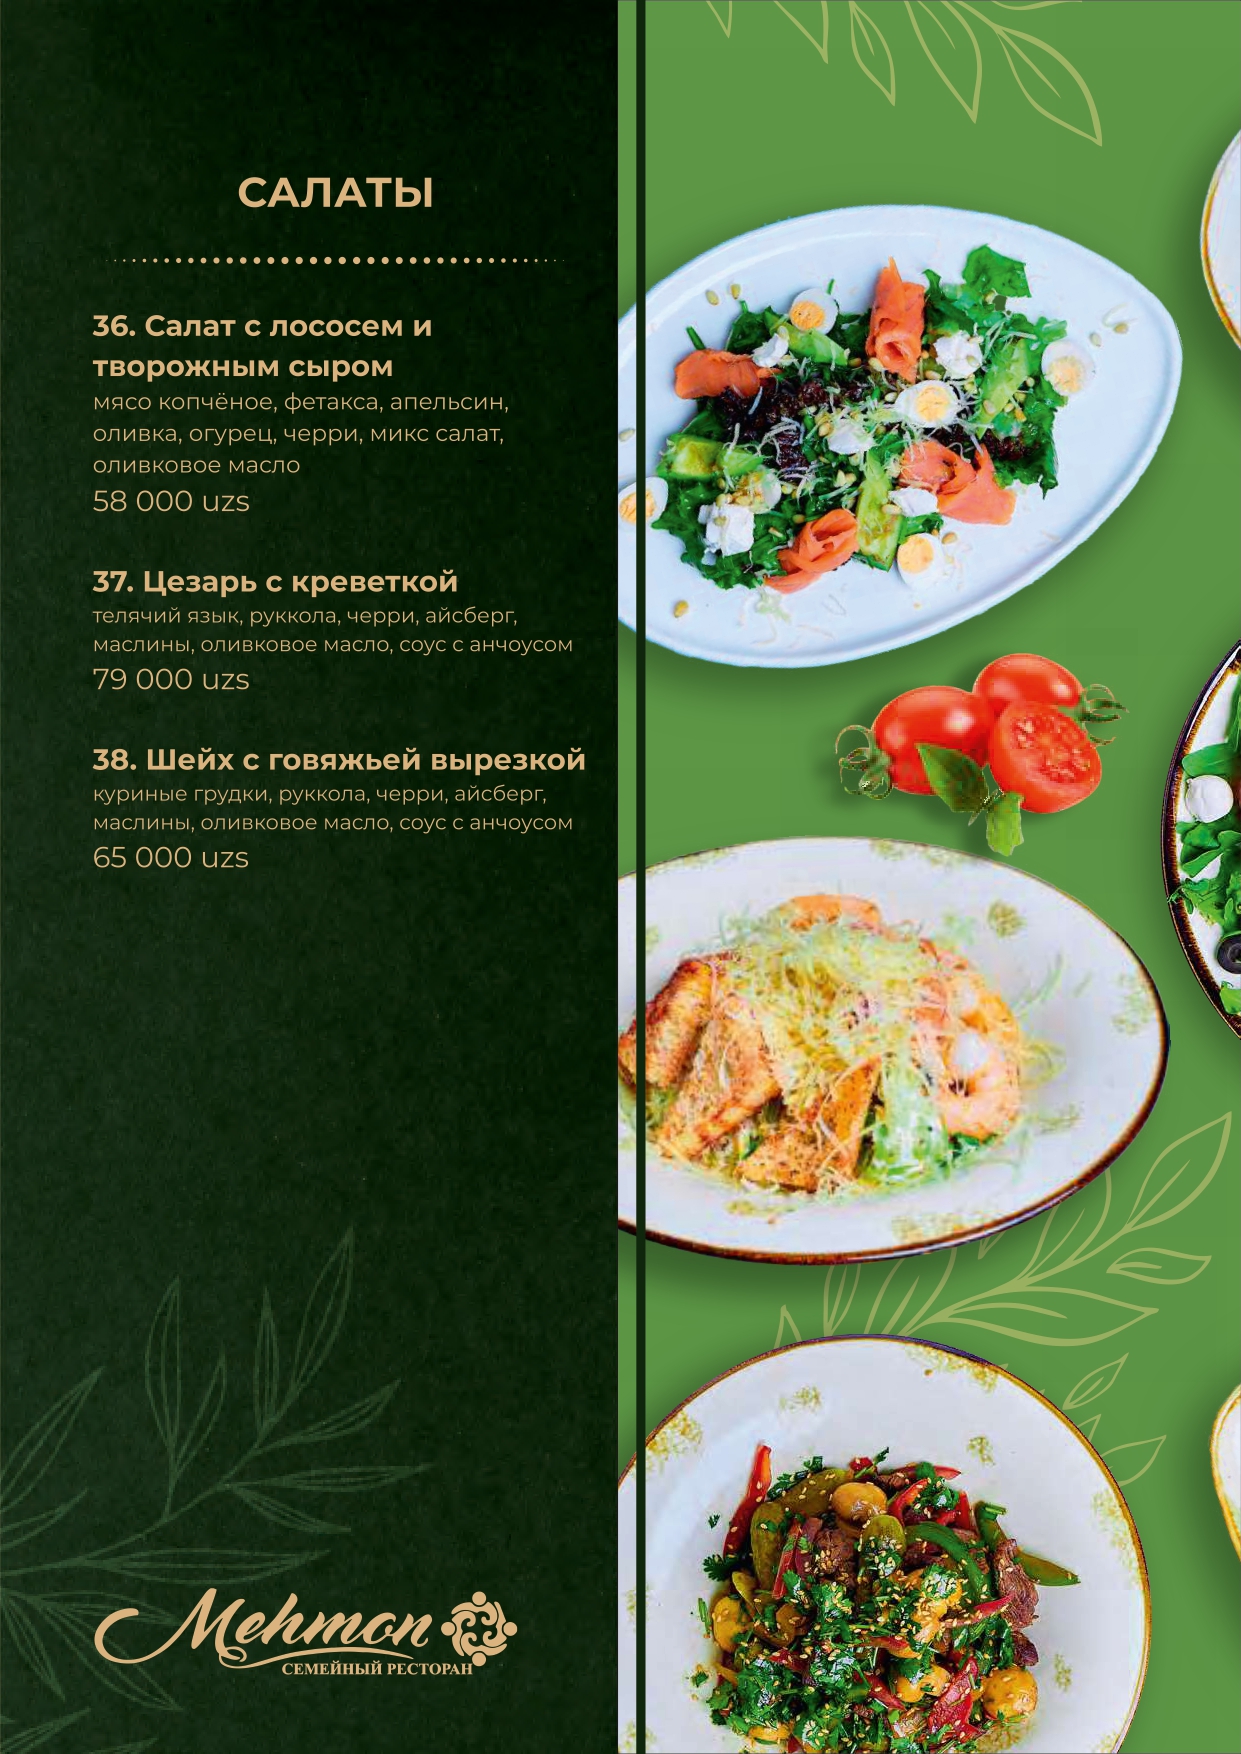 САЛАТЫ
36. Салат с лососем и
творожным сыром
мясо копчёное, фетакса, апельсин,
оливка, огурец, черри, микс салат,
оливковое масло
58 000 uzs
37. Цезарь с креветкой
телячий язык, руккола, черри, айсберг,
маслины, оливковое масло, соус с анчоусом
79 000 uzs
38. Шейх с говяжьей вырезкой
куриные грудки, руккола, черри, айсберг,
маслины, оливковое масло, соус с анчоусом
65 000 uzs
Mehmon
СЕМЕЙНЫЙ РЕСТОРАН